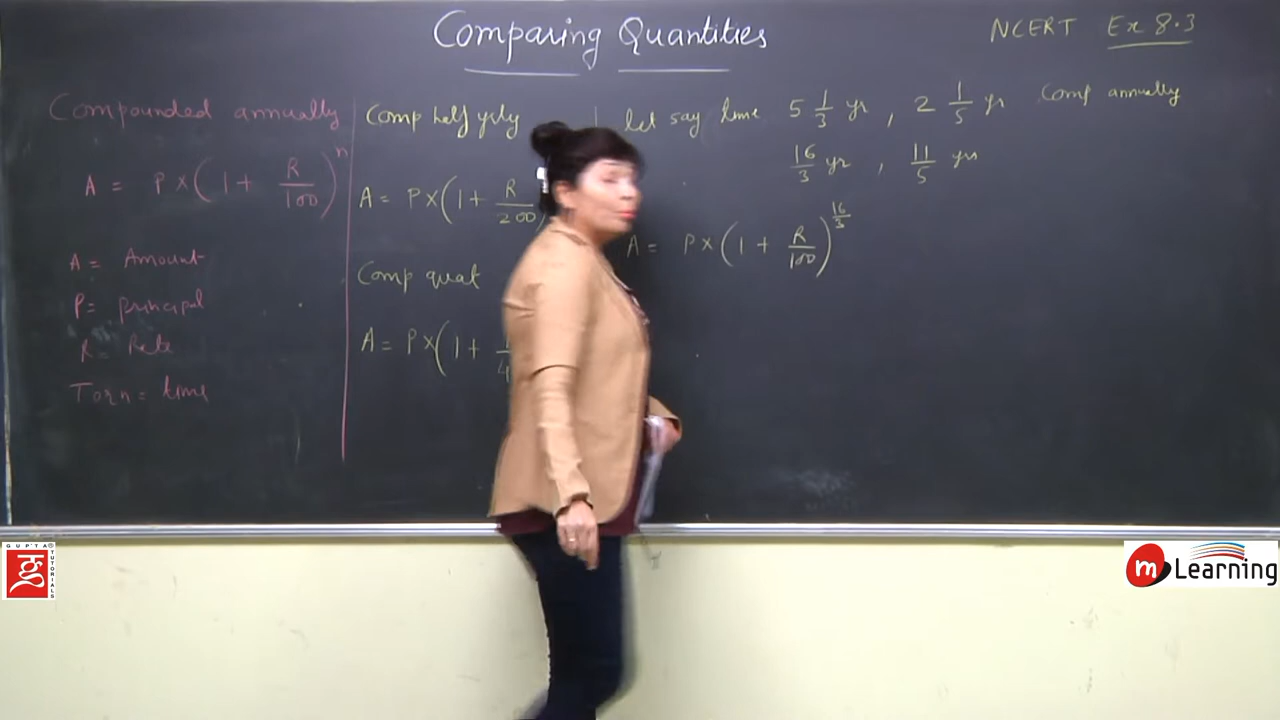 Comparing Quantities
NCERT Ex 8.3
Compounded annually
A = P × (1 + R/100)^n
A = Amount
P = principal
R = Rate
T or n = time
Comp half yrly
A = P × (1 + R/200
Comp quat
A = P × (1 +
let say time 5 1/3 yr, 2 1/5 yr Comp annually
16/3 yr, 11/5 yrs
A = P × (1 + R/100)^16/3
GUPTA TUTORIALS
m Learning